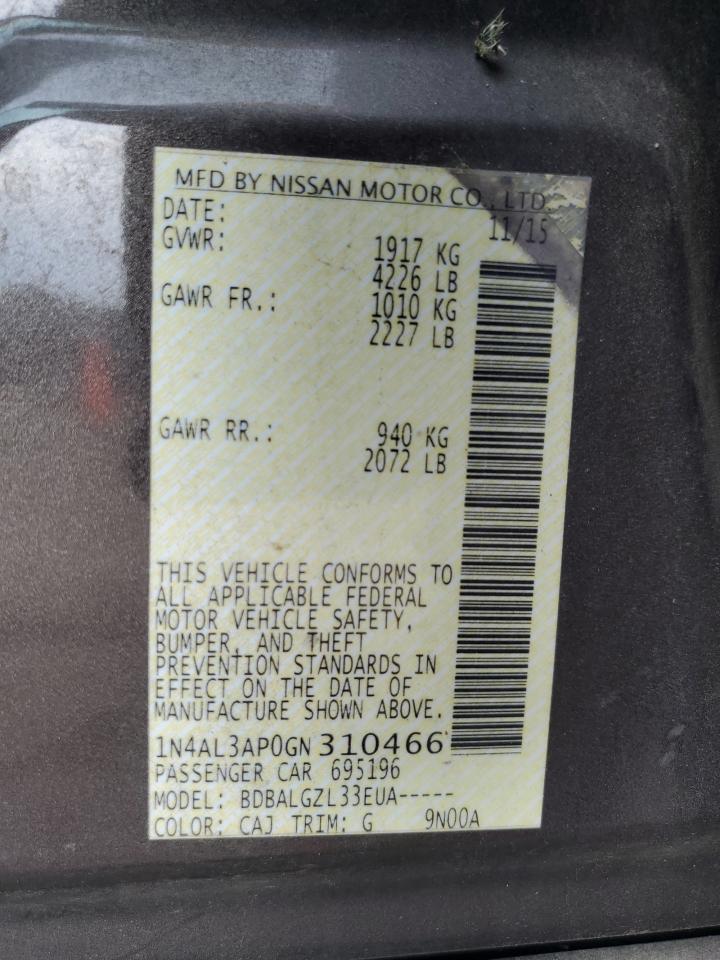 MFD BY NISSAN MOTOR CO., LTD
DATE: 11/15
GVWR: 1917 KG
4226 LB
GAWR FR.: 1010 KG
2227 LB
GAWR RR.: 940 KG
2072 LB
THIS VEHICLE CONFORMS TO
ALL APPLICABLE FEDERAL
MOTOR VEHICLE SAFETY,
BUMPER, AND THEFT
PREVENTION STANDARDS IN
EFFECT ON THE DATE OF
MANUFACTURE SHOWN ABOVE.
1N4AL3AP0GN 310466
PASSENGER CAR 695196
MODEL: BDBALGZL33EUA-----
COLOR: CAJ TRIM: G 9N00A